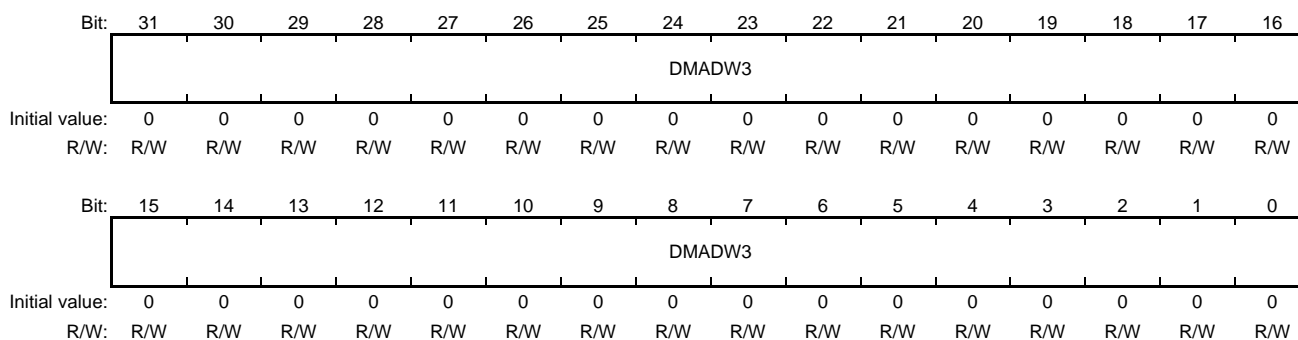 Bit: 31 30 29 28 27 26 25 24 23 22 21 20 19 18 17 16
DMADW3
Initial value: 0 0 0 0 0 0 0 0 0 0 0 0 0 0 0 0
R/W: R/W R/W R/W R/W R/W R/W R/W R/W R/W R/W R/W R/W R/W R/W R/W R/W
Bit: 15 14 13 12 11 10 9 8 7 6 5 4 3 2 1 0
DMADW3
Initial value: 0 0 0 0 0 0 0 0 0 0 0 0 0 0 0 0
R/W: R/W R/W R/W R/W R/W R/W R/W R/W R/W R/W R/W R/W R/W R/W R/W R/W